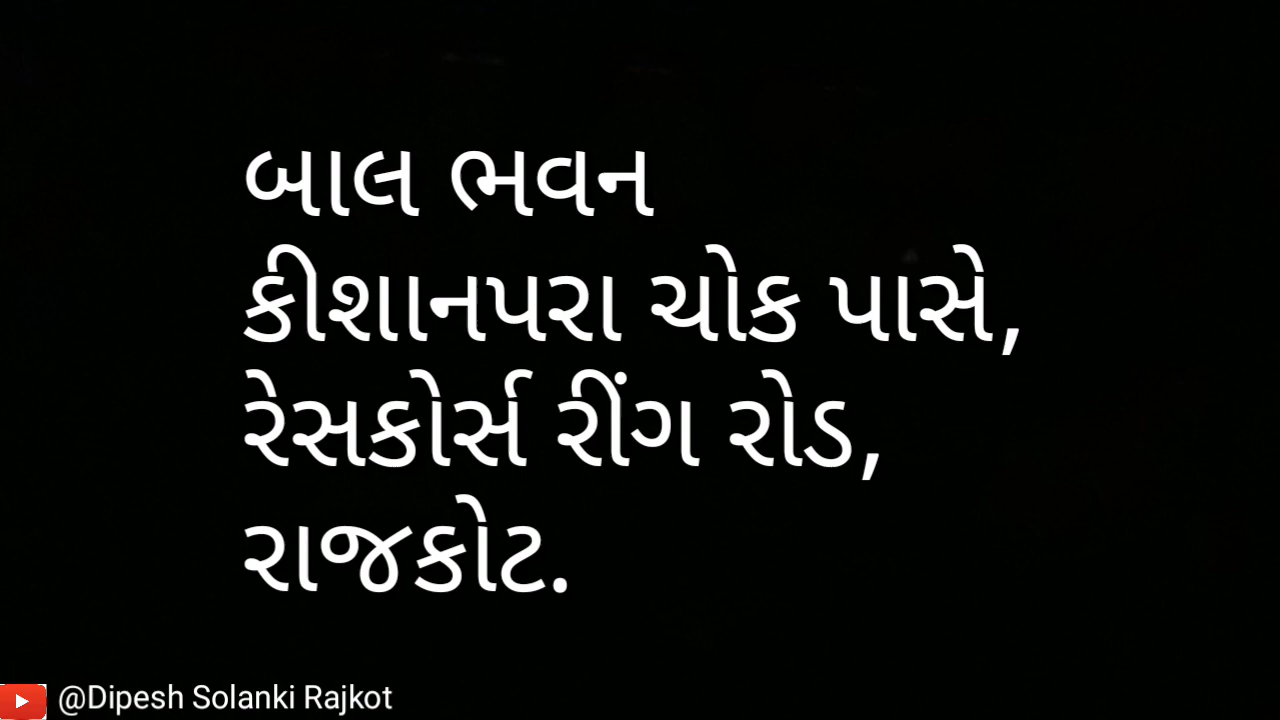 બાલ ભવન
કીશાનપરા ચોક પાસે,
રેસકોર્સ રીંગ રોડ,
રાજકોટ.
@Dipesh Solanki Rajkot